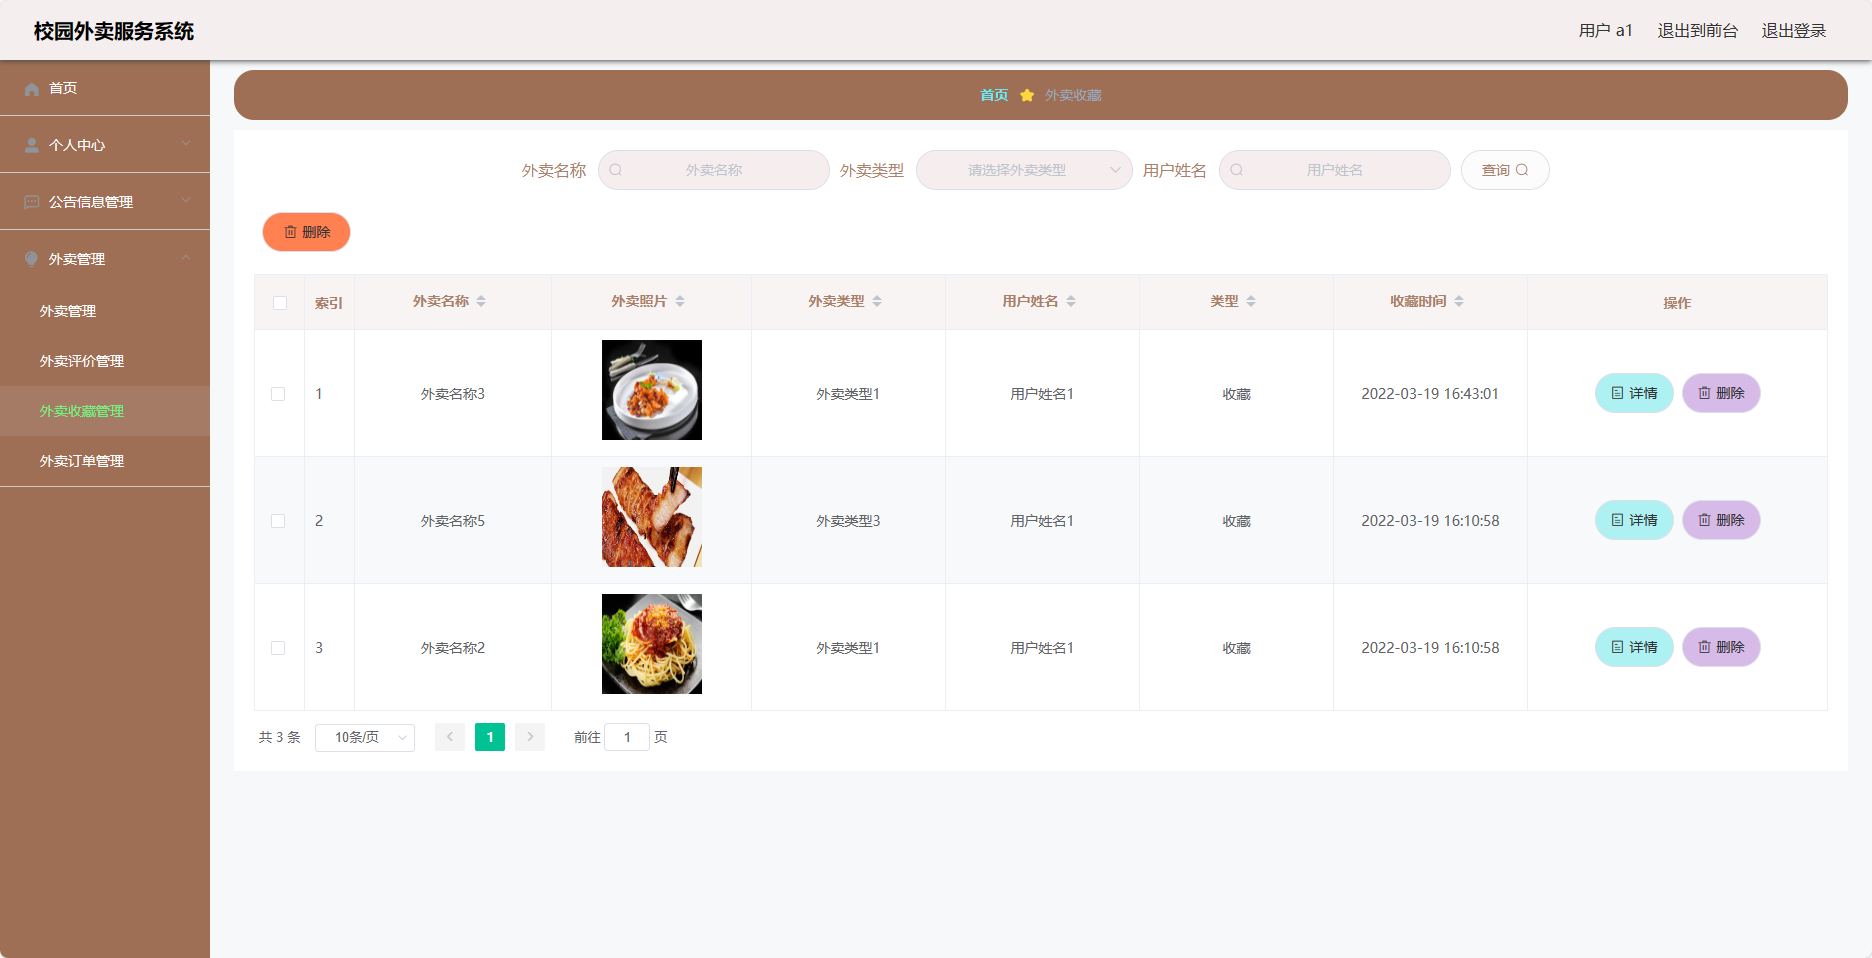 校园外卖服务系统
用户 a1 退出到前台 退出登录
首页
个人中心
公告信息管理
外卖管理
外卖管理
外卖评价管理
外卖收藏管理
外卖订单管理
首页 外卖收藏
外卖名称 外卖名称 外卖类型 请选择外卖类型 用户姓名 用户姓名 查询
删除
索引 外卖名称 外卖照片 外卖类型 用户姓名 类型 收藏时间 操作
1 外卖名称3 外卖类型1 用户姓名1 收藏 2022-03-19 16:43:01 详情 删除
2 外卖名称5 外卖类型3 用户姓名1 收藏 2022-03-19 16:10:58 详情 删除
3 外卖名称2 外卖类型1 用户姓名1 收藏 2022-03-19 16:10:58 详情 删除
共 3 条 10条/页 1 前往 1 页